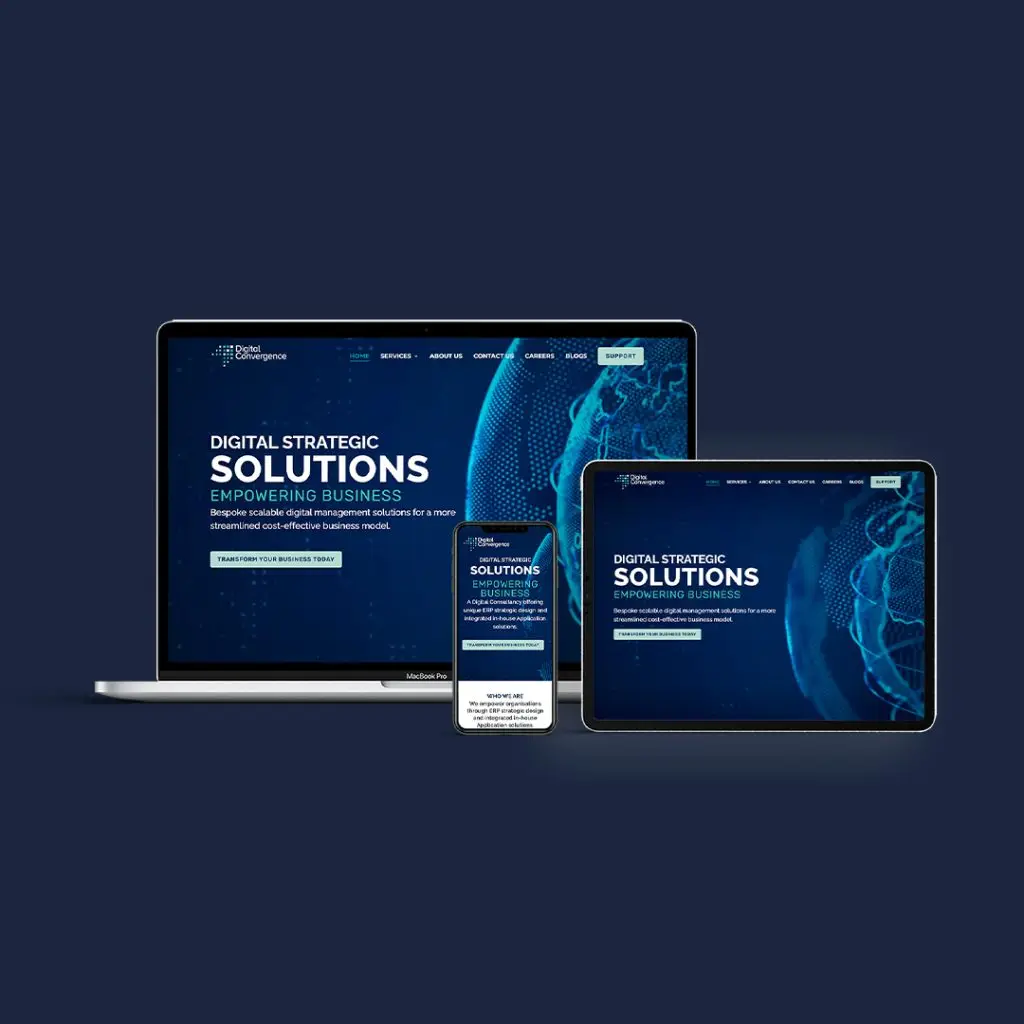 Digital
Convergence
HOME SERVICES ABOUT US CONTACT US CAREERS BLOGS SUPPORT
DIGITAL STRATEGIC
SOLUTIONS
EMPOWERING BUSINESS
Bespoke scalable digital management solutions for a more
streamlined cost-effective business model.
TRANSFORM YOUR BUSINESS TODAY
MacBook Pro
Digital
Convergence
DIGITAL STRATEGIC
SOLUTIONS
EMPOWERING
BUSINESS
A Digital Consultancy offering
unique ERP strategic design and
integrated in-house Application
solutions.
TRANSFORM YOUR BUSINESS TODAY
WHO WE ARE
We empower organisations
through ERP strategic design
and integrated in-house
Application solutions
Digital
Convergence
HOME SERVICES ABOUT US CONTACT US CAREERS BLOGS SUPPORT
DIGITAL STRATEGIC
SOLUTIONS
EMPOWERING BUSINESS
Bespoke scalable digital management solutions for a more
streamlined cost-effective business model.
TRANSFORM YOUR BUSINESS TODAY